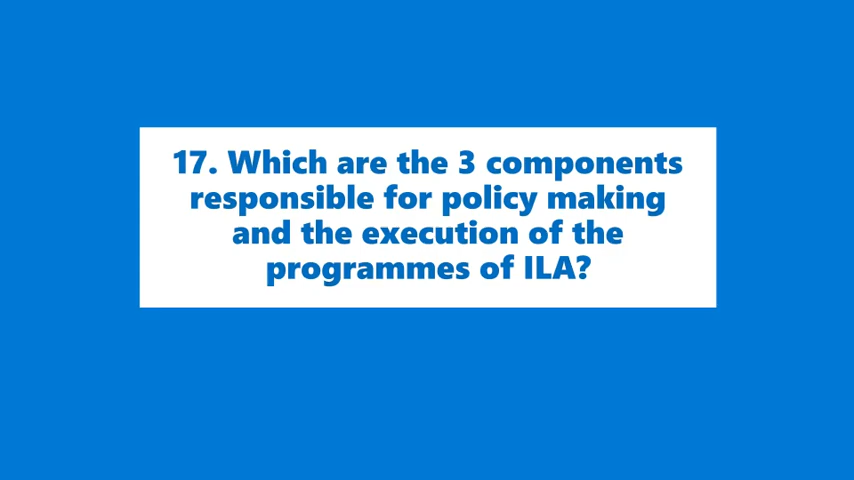 17. Which are the 3 components
responsible for policy making
and the execution of the
programmes of ILA?